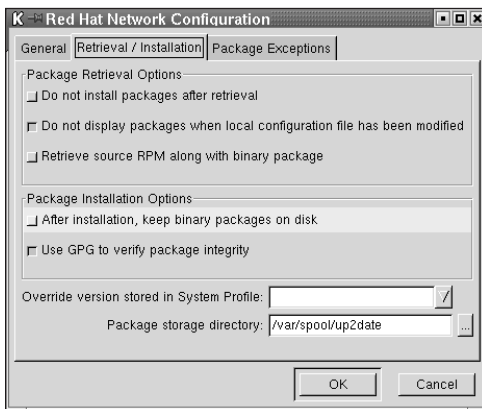 Red Hat Network Configuration
General Retrieval / Installation Package Exceptions
Package Retrieval Options
Do not install packages after retrieval
Do not display packages when local configuration file has been modified
Retrieve source RPM along with binary package
Package Installation Options
After installation, keep binary packages on disk
Use GPG to verify package integrity
Override version stored in System Profile:
Package storage directory: /var/spool/up2date ...
OK Cancel